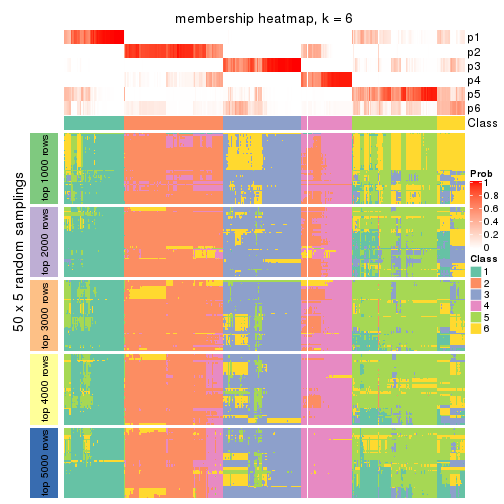 membership heatmap, k = 6
p1
p2
p3
p4
p5
p6
Class
50 x 5 random samplings
top 1000 rows
top 2000 rows
top 3000 rows
top 4000 rows
top 5000 rows
Prob
1
0.8
0.6
0.4
0.2
0
Class
1
2
3
4
5
6